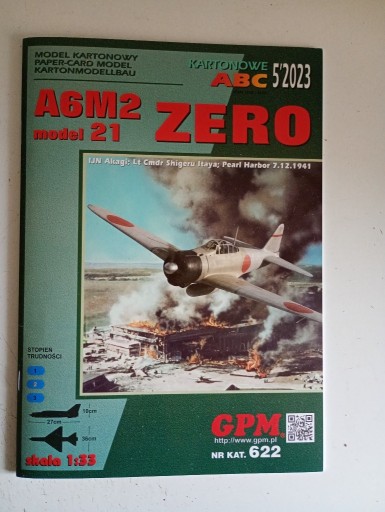 MODEL KARTONOWY
PAPER-CARD MODEL
KARTONMODELLBAU
KARTONOWE
ABC 5'2023
A6M2
model 21
ZERO
IJN Akagi; Lt Cmdr Shigeru Itaya; Pearl Harbor 7.12.1941
STOPIEŃ
TRUDNOŚCI
1
2
3
10cm
27cm
36cm
skala 1:33
GPM
http://www.gpm.pl
NR KAT. 622